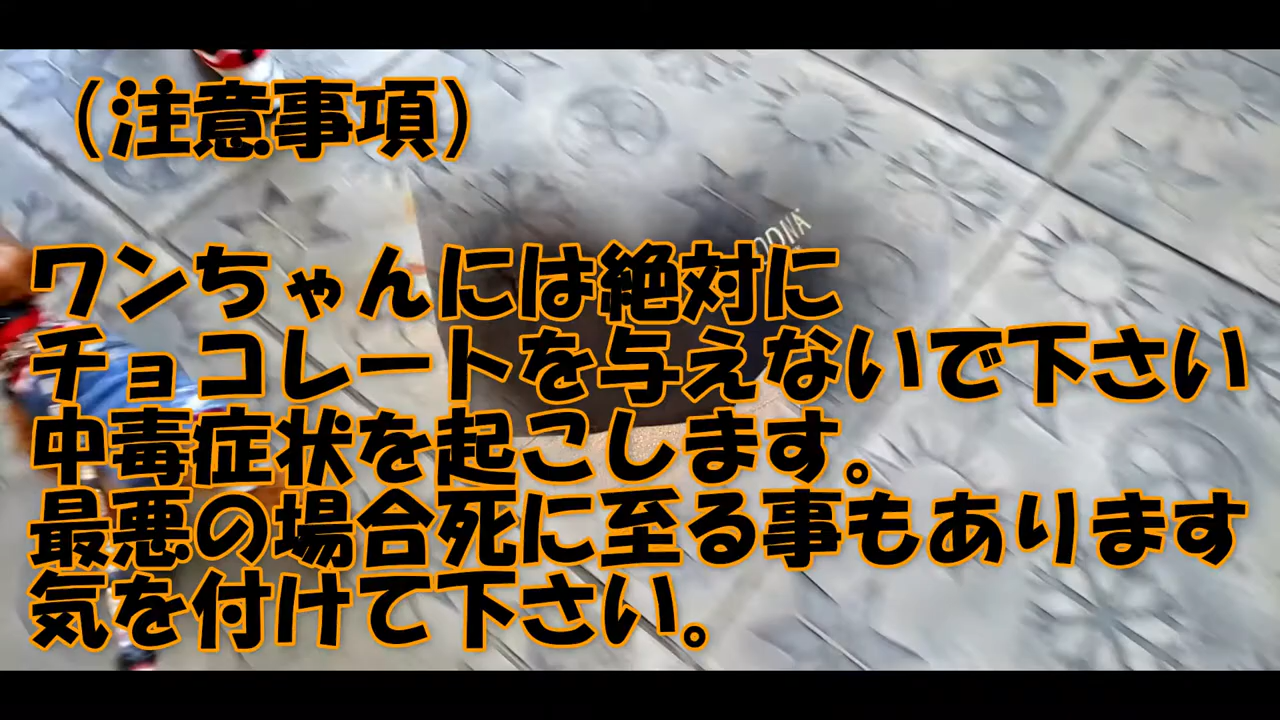 （注意事項）
ワンちゃんには絶対に
チョコレートを与えないで下さい
中毒症状を起こします。
最悪の場合死に至る事もあります
気を付けて下さい。